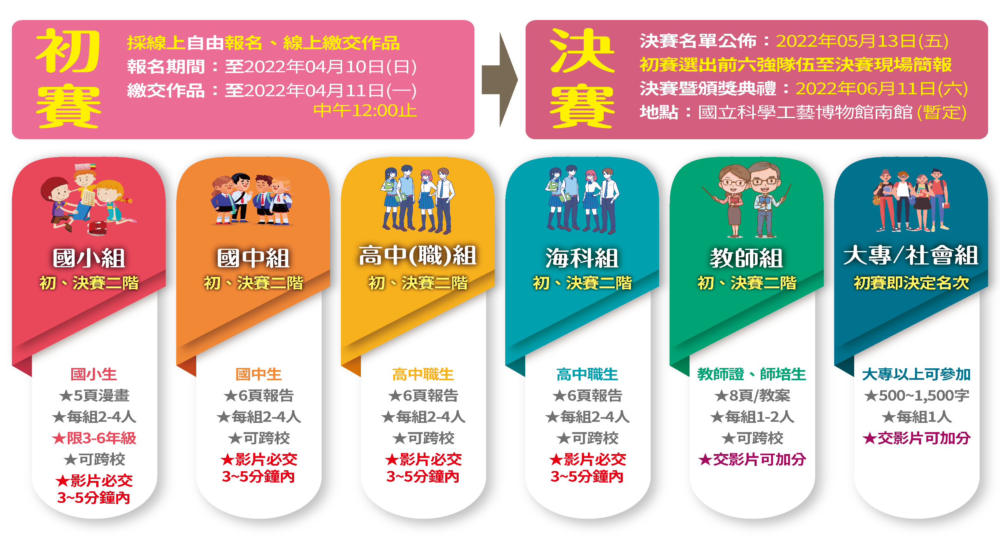 初賽
採線上自由報名、線上繳交作品
報名期間：至2022年04月10日(日)
繳交作品：至2022年04月11日(一)
中午12:00止
決賽
決賽名單公佈：2022年05月13日(五)
初賽選出前六強隊伍至決賽現場簡報
決賽暨頒獎典禮：2022年06月11日(六)
地點：國立科學工藝博物館南館(暫定)
國小組
初、決賽二階
國小生
★5頁漫畫
★每組2-4人
★限3-6年級
★可跨校
★影片必交
3~5分鐘內
國中組
初、決賽二階
國中生
★6頁報告
★每組2-4人
★可跨校
★影片必交
3~5分鐘內
高中(職)組
初、決賽二階
高中職生
★6頁報告
★每組2-4人
★可跨校
★影片必交
3~5分鐘內
海科組
初、決賽二階
高中職生
★6頁報告
★每組2-4人
★可跨校
★影片必交
3~5分鐘內
教師組
初、決賽二階
教師證、師培生
★8頁/教案
★每組1-2人
★可跨校
★交影片可加分
大專/社會組
初賽即決定名次
大專以上可參加
★500~1,500字
★每組1人
★交影片可加分